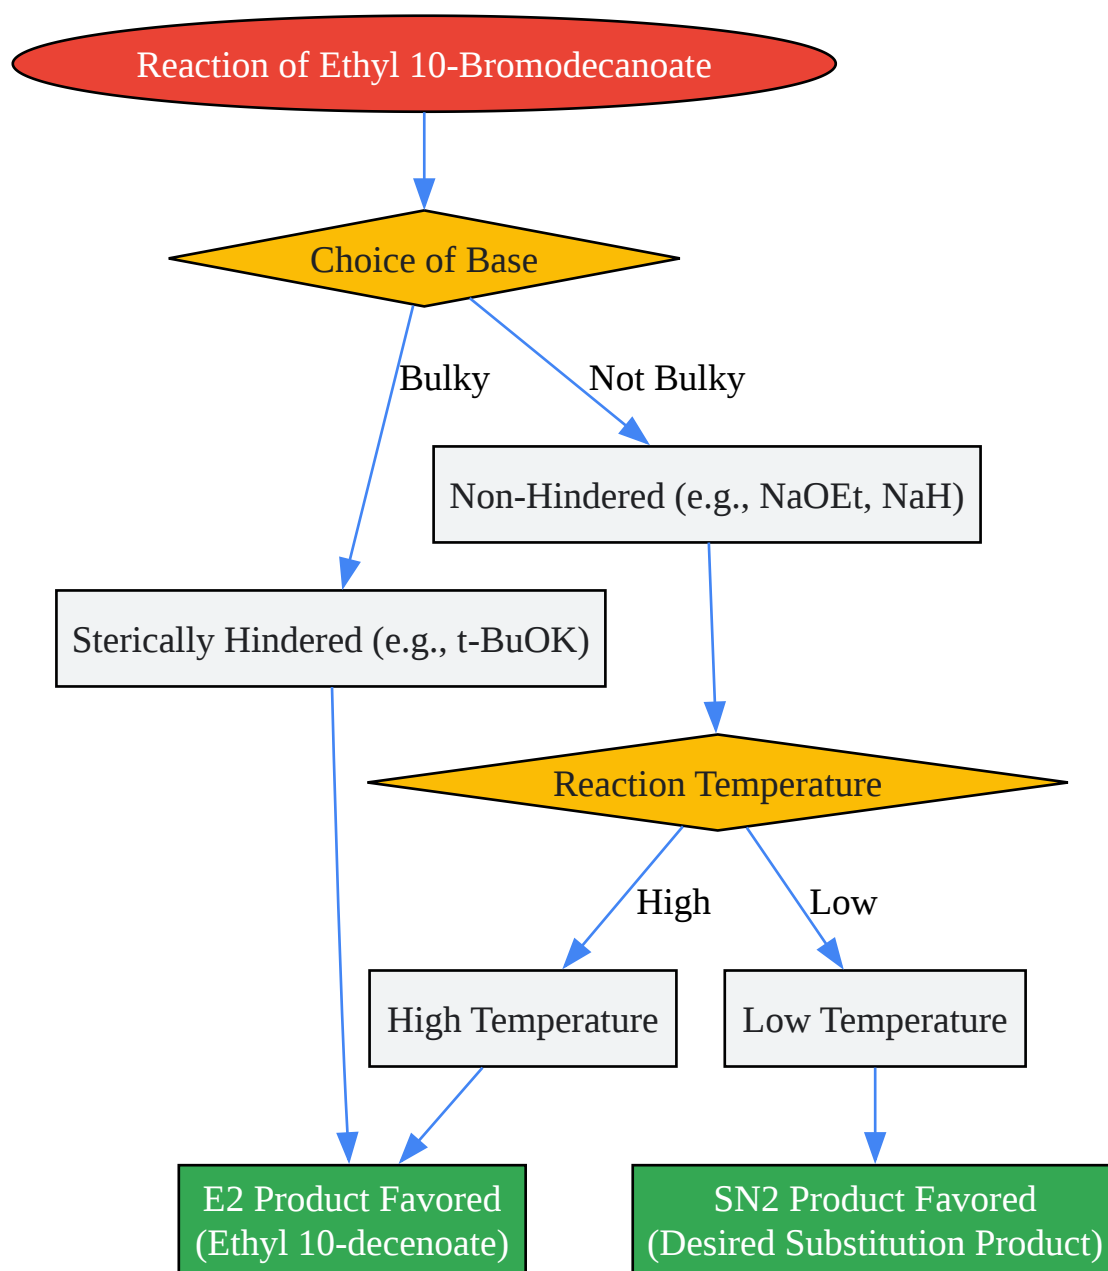 Reaction of Ethyl 10-Bromodecanoate
Choice of Base
Bulky
Not Bulky
Non-Hindered (e.g., NaOEt, NaH)
Sterically Hindered (e.g., t-BuOK)
Reaction Temperature
High
Low
High Temperature
Low Temperature
E2 Product Favored
(Ethyl 10-decenoate)
SN2 Product Favored
(Desired Substitution Product)